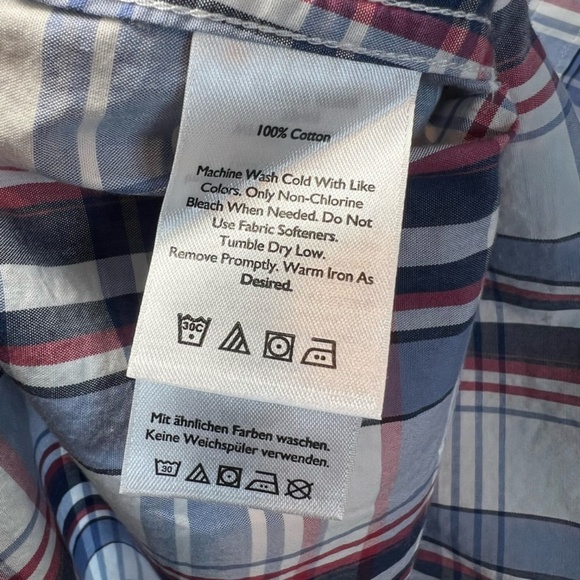 100% Cotton
Machine Wash Cold With Like
Colors. Only Non-Chlorine
Bleach When Needed. Do Not
Use Fabric Softeners.
Tumble Dry Low.
Remove Promptly. Warm Iron As
Desired.
30C
Mit ähnlichen Farben waschen.
Keine Weichspüler verwenden.
30